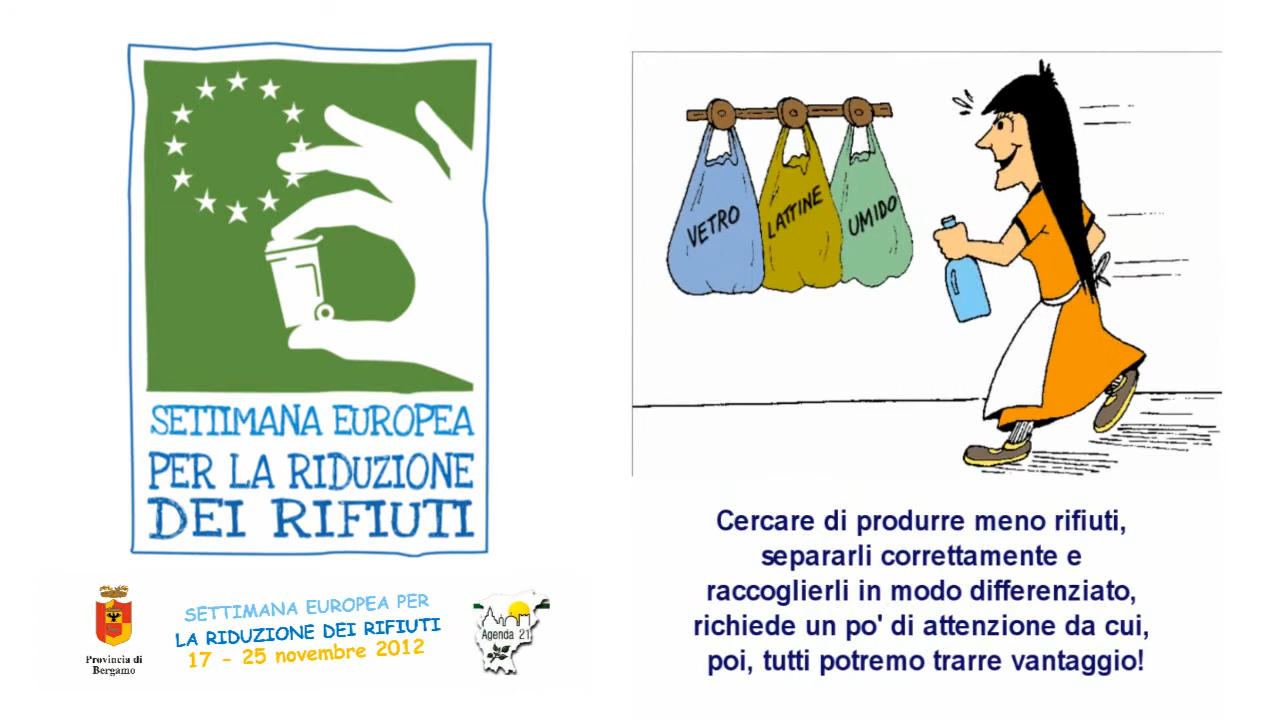 SETTIMANA EUROPEA
PER LA RIDUZIONE
DEI RIFIUTI
Provincia di
Bergamo
SETTIMANA EUROPEA PER
LA RIDUZIONE DEI RIFIUTI
17 - 25 novembre 2012
Agenda 21
VETRO
LATTINE
UMIDO
Cercare di produrre meno rifiuti,
separarli correttamente e
raccoglierli in modo differenziato,
richiede un po' di attenzione da cui,
poi, tutti potremo trarre vantaggio!